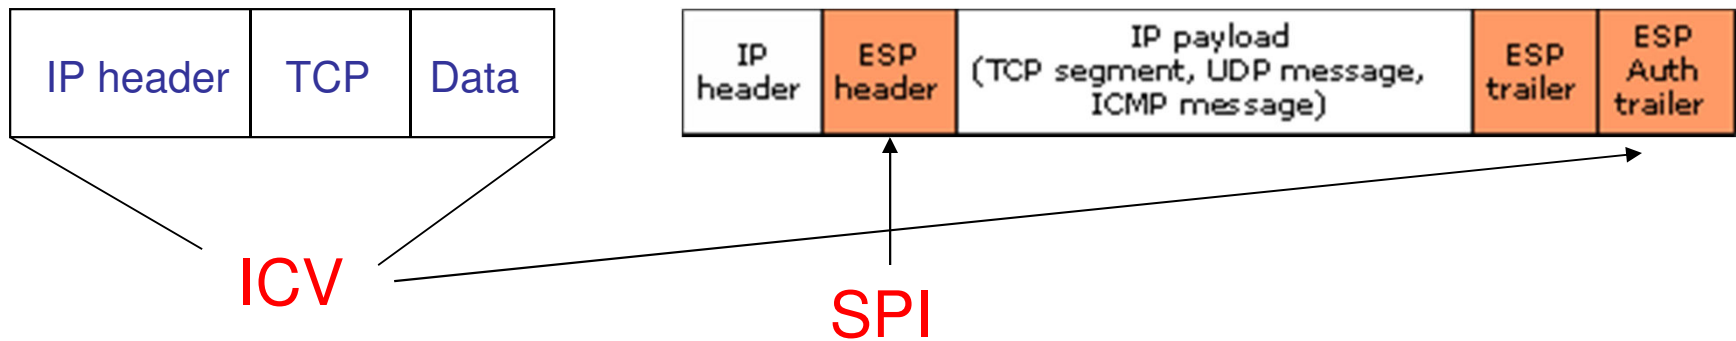 IP header TCP Data
IP
header
ESP
header
IP payload
(TCP segment, UDP message,
ICMP message)
ESP
trailer
ESP
Auth
trailer
ICV
SPI